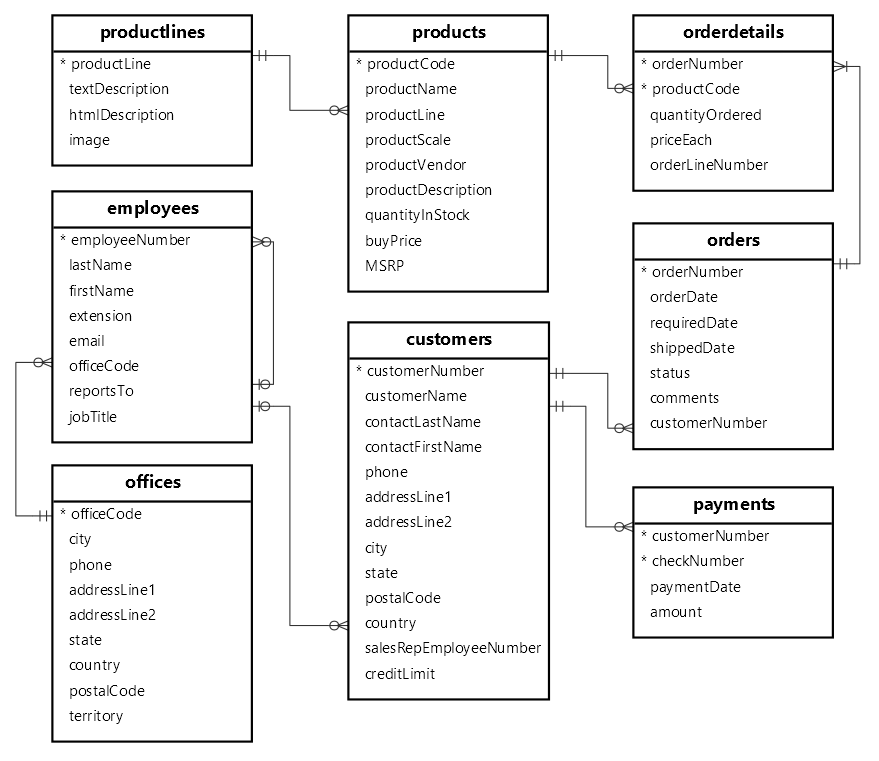 productlines
* productLine
textDescription
htmlDescription
image
products
* productCode
productName
productLine
productScale
productVendor
productDescription
quantityInStock
buyPrice
MSRP
orderdetails
* orderNumber
* productCode
quantityOrdered
priceEach
orderLineNumber
employees
* employeeNumber
lastName
firstName
extension
email
officeCode
reportsTo
jobTitle
customers
* customerNumber
customerName
contactLastName
contactFirstName
phone
addressLine1
addressLine2
city
state
postalCode
country
salesRepEmployeeNumber
creditLimit
orders
* orderNumber
orderDate
requiredDate
shippedDate
status
comments
customerNumber
offices
* officeCode
city
phone
addressLine1
addressLine2
state
country
postalCode
territory
payments
* customerNumber
* checkNumber
paymentDate
amount